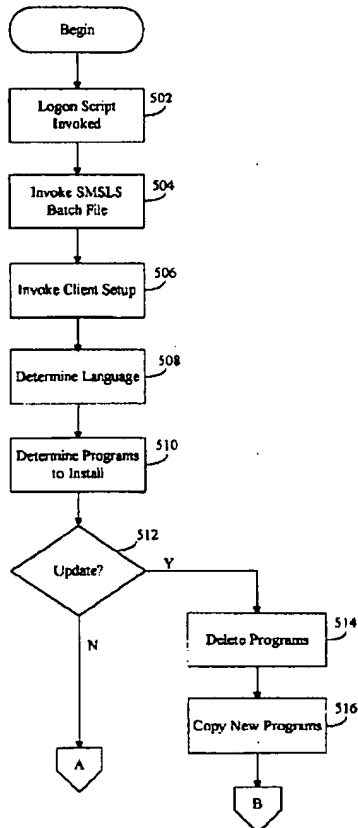 Begin
502
Logon Script
Invoked
504
Invoke SMSLS
Batch File
506
Invoke Client Setup
508
Determine Language
510
Determine Programs
to Install
512
Update?
Y
N
514
Delete Programs
516
Copy New Programs
A
B